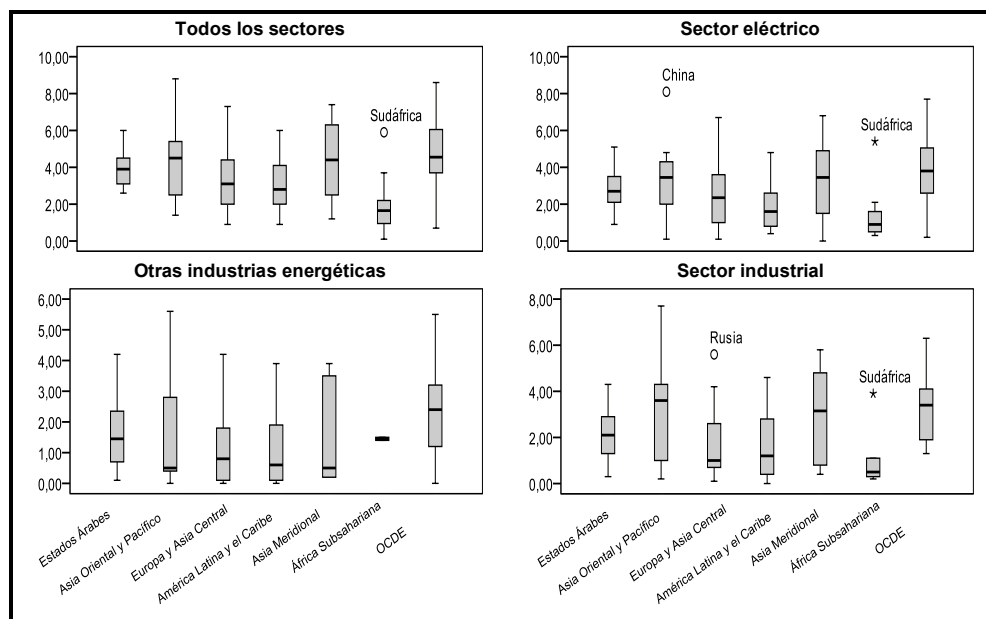 Todos los sectores
10,00
8,00
6,00
4,00
2,00
0,00
Sudáfrica
Sector eléctrico
10,00
8,00
6,00
4,00
2,00
0,00
China
Sudáfrica
Otras industrias energéticas
6,00
5,00
4,00
3,00
2,00
1,00
0,00
Estados Árabes
Asia Oriental y Pacífico
Europa y Asia Central
América Latina y el Caribe
Asia Meridional
África Subsahariana
OCDE
Sector industrial
8,00
6,00
4,00
2,00
0,00
Rusia
Sudáfrica
Estados Árabes
Asia Oriental y Pacífico
Europa y Asia Central
América Latina y el Caribe
Asia Meridional
África Subsahariana
OCDE